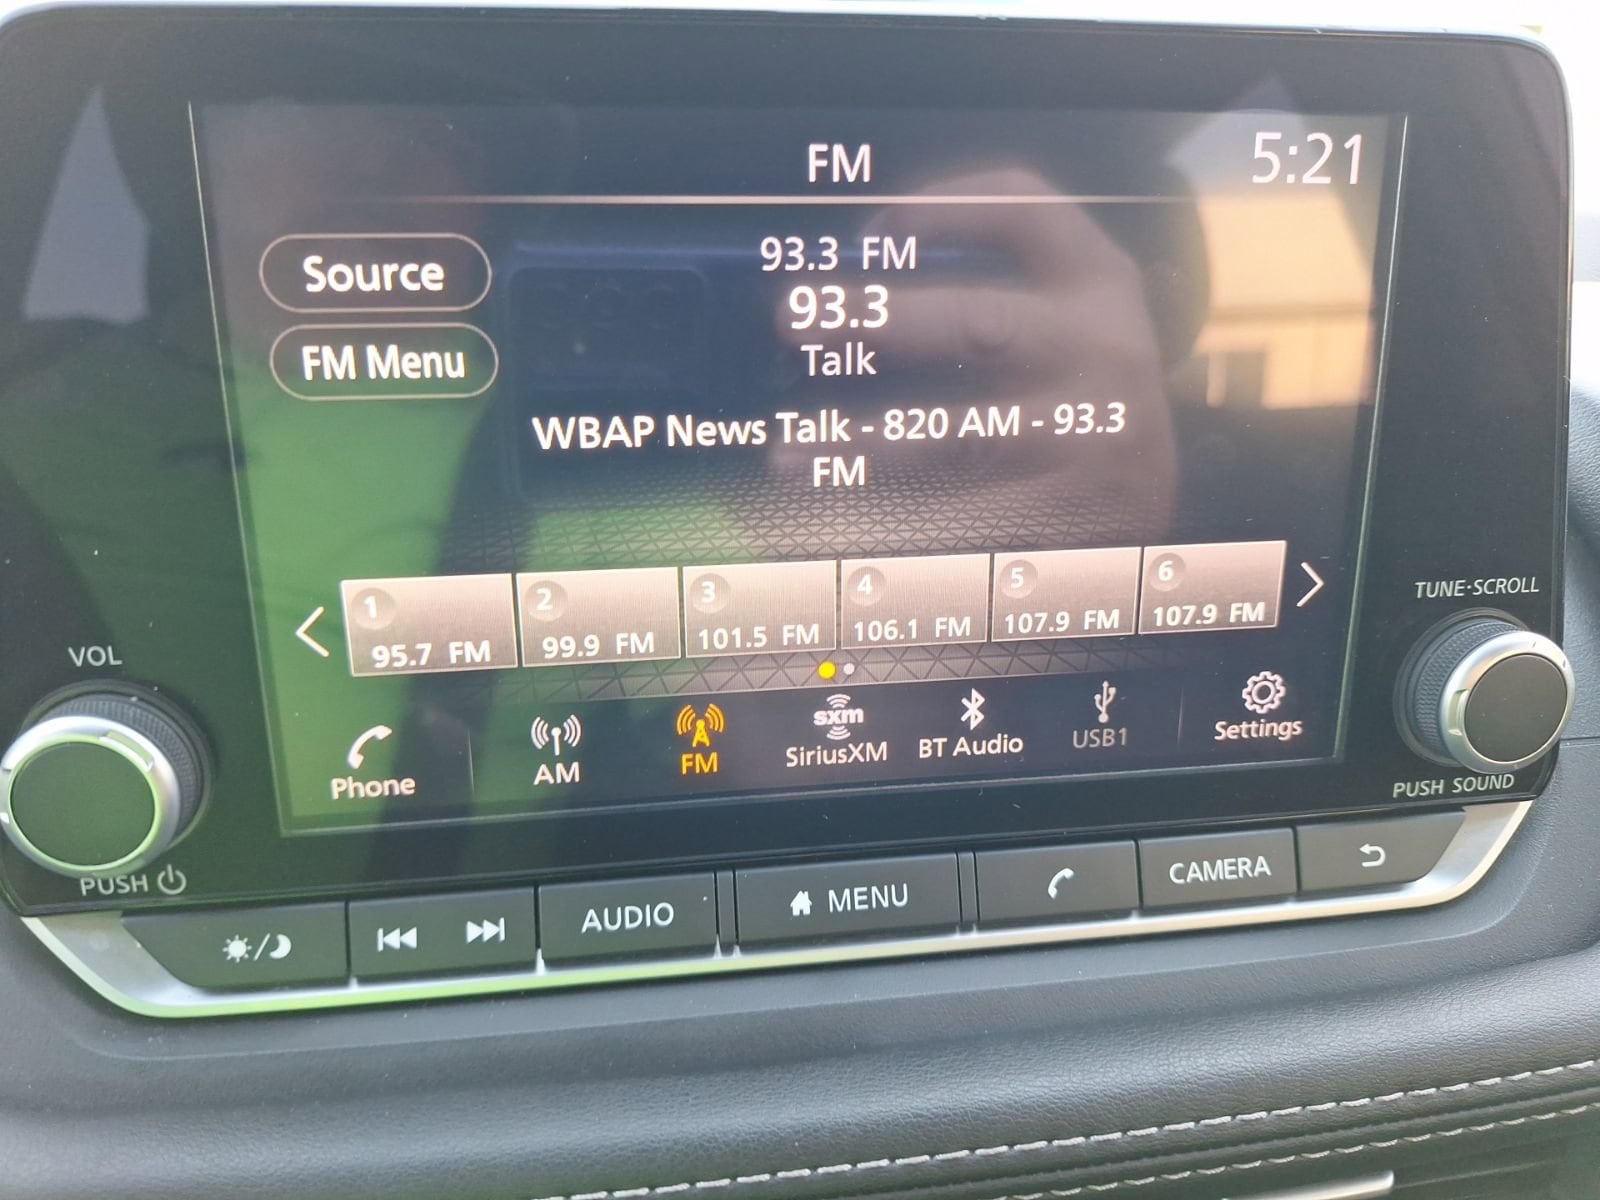 FM
5:21
Source
FM Menu
93.3 FM
93.3
Talk
WBAP News Talk - 820 AM - 93.3
FM
1
95.7 FM
2
99.9 FM
3
101.5 FM
4
106.1 FM
5
107.9 FM
6
107.9 FM
Phone
AM
FM
sxm
SiriusXM
BT Audio
USB1
Settings
VOL
PUSH
TUNE·SCROLL
PUSH SOUND
AUDIO
MENU
CAMERA